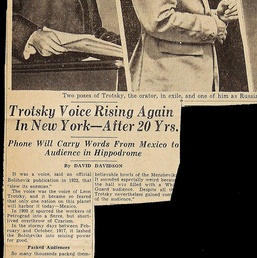 Two poses of Trotsky, the orator, in exile, and one of him as Russia
Trotsky Voice Rising Again
In New York—After 20 Yrs.
Phone Will Carry Words From Mexico to
Audience in Hippodrome
By DAVID DAVIDSON
It was a voice, said an official
Bolshevik publication in 1922, that
"slew its enemies."
The voice was the voice of Leon
Trotsky, and it became so feared
that only one nation on this planet
will harbor it today—Mexico.
In 1905 it spurred the workers of
Petrograd into a fierce, but short-
lived overthrow of Czarism.
In the stormy days between Feb-
ruary and October, 1917, it lashed
the Bolsheviks into seizing power
for good.
Packed Audiences
So many thousands packed them-
believable howls of the Mensheviks.
It sounded especially weird because
the hall was filled with a
Guard audience. Despite all
Trotsky nevertheless gained
of the audience."